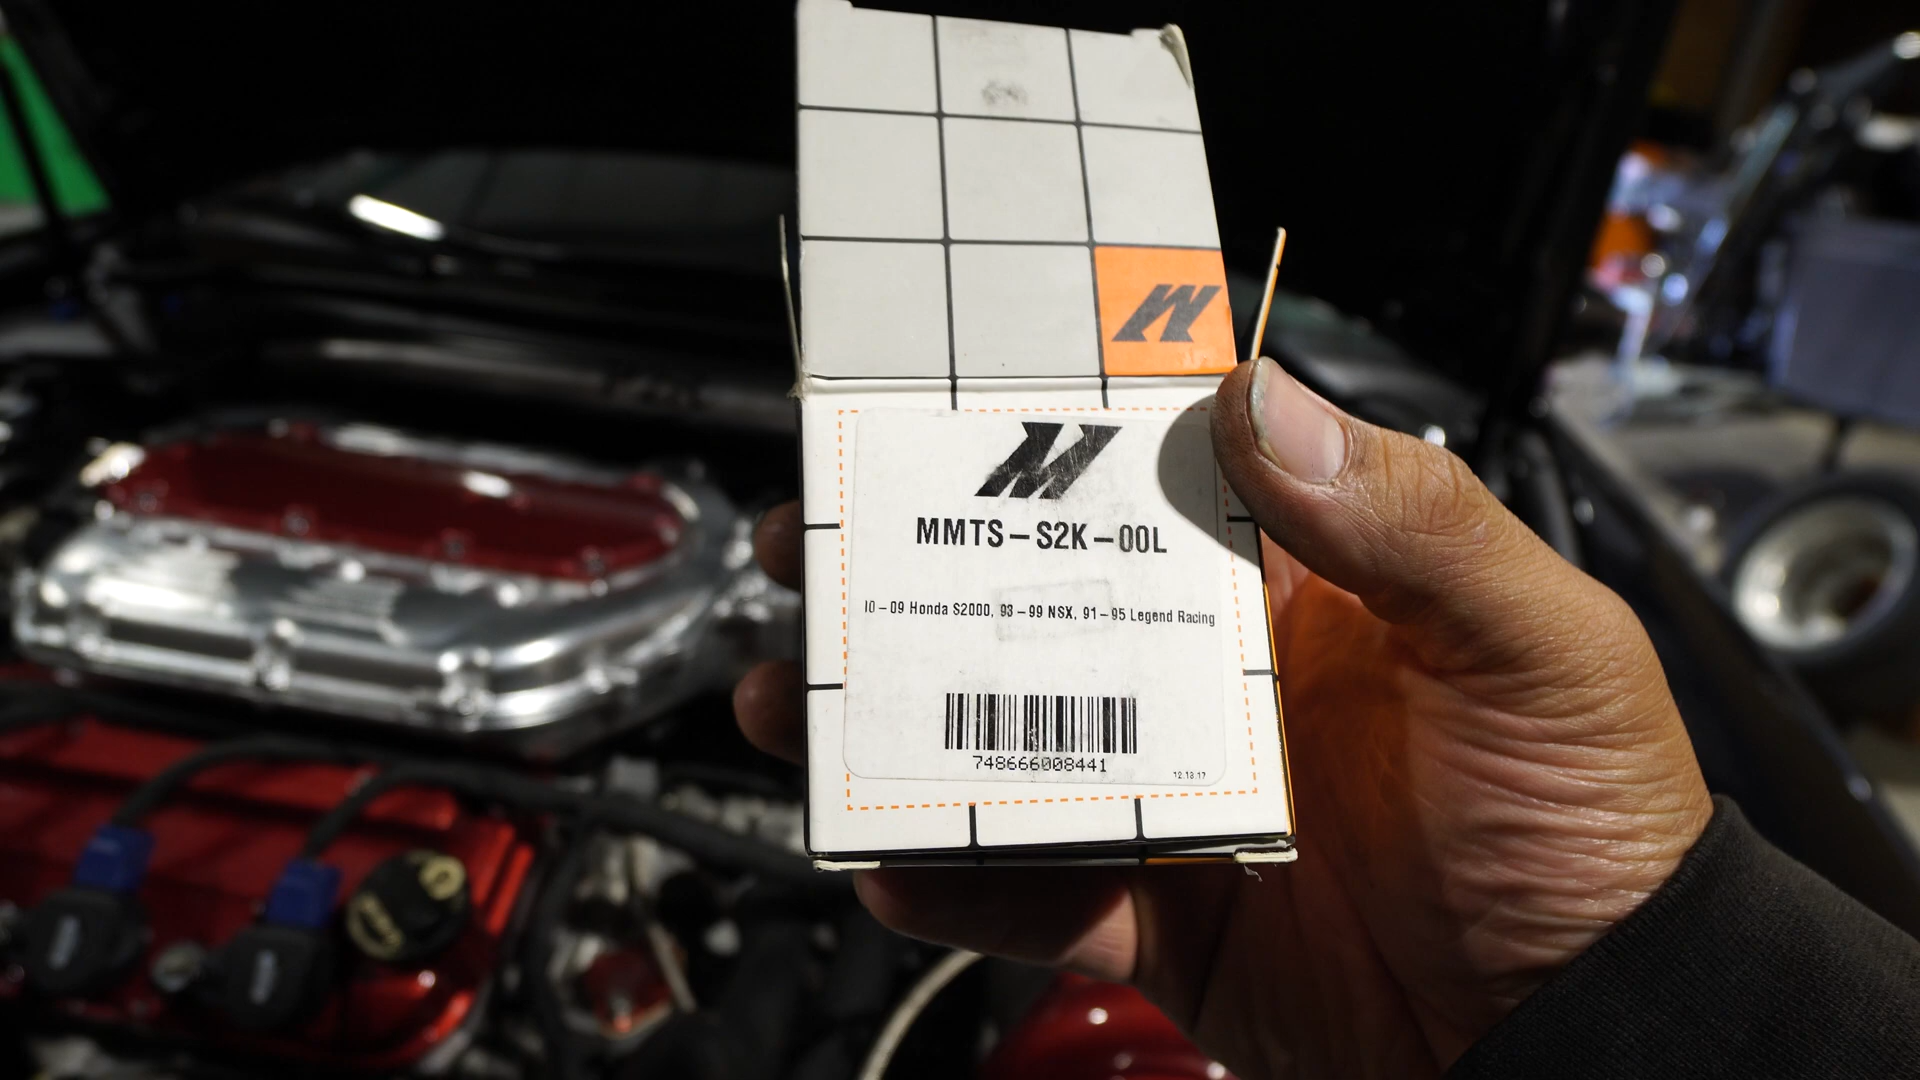 MMTS-S2K-00L
10-09 Honda S2000, 93-99 NSX, 91-95 Legend Racing
748666008441
12.13.17